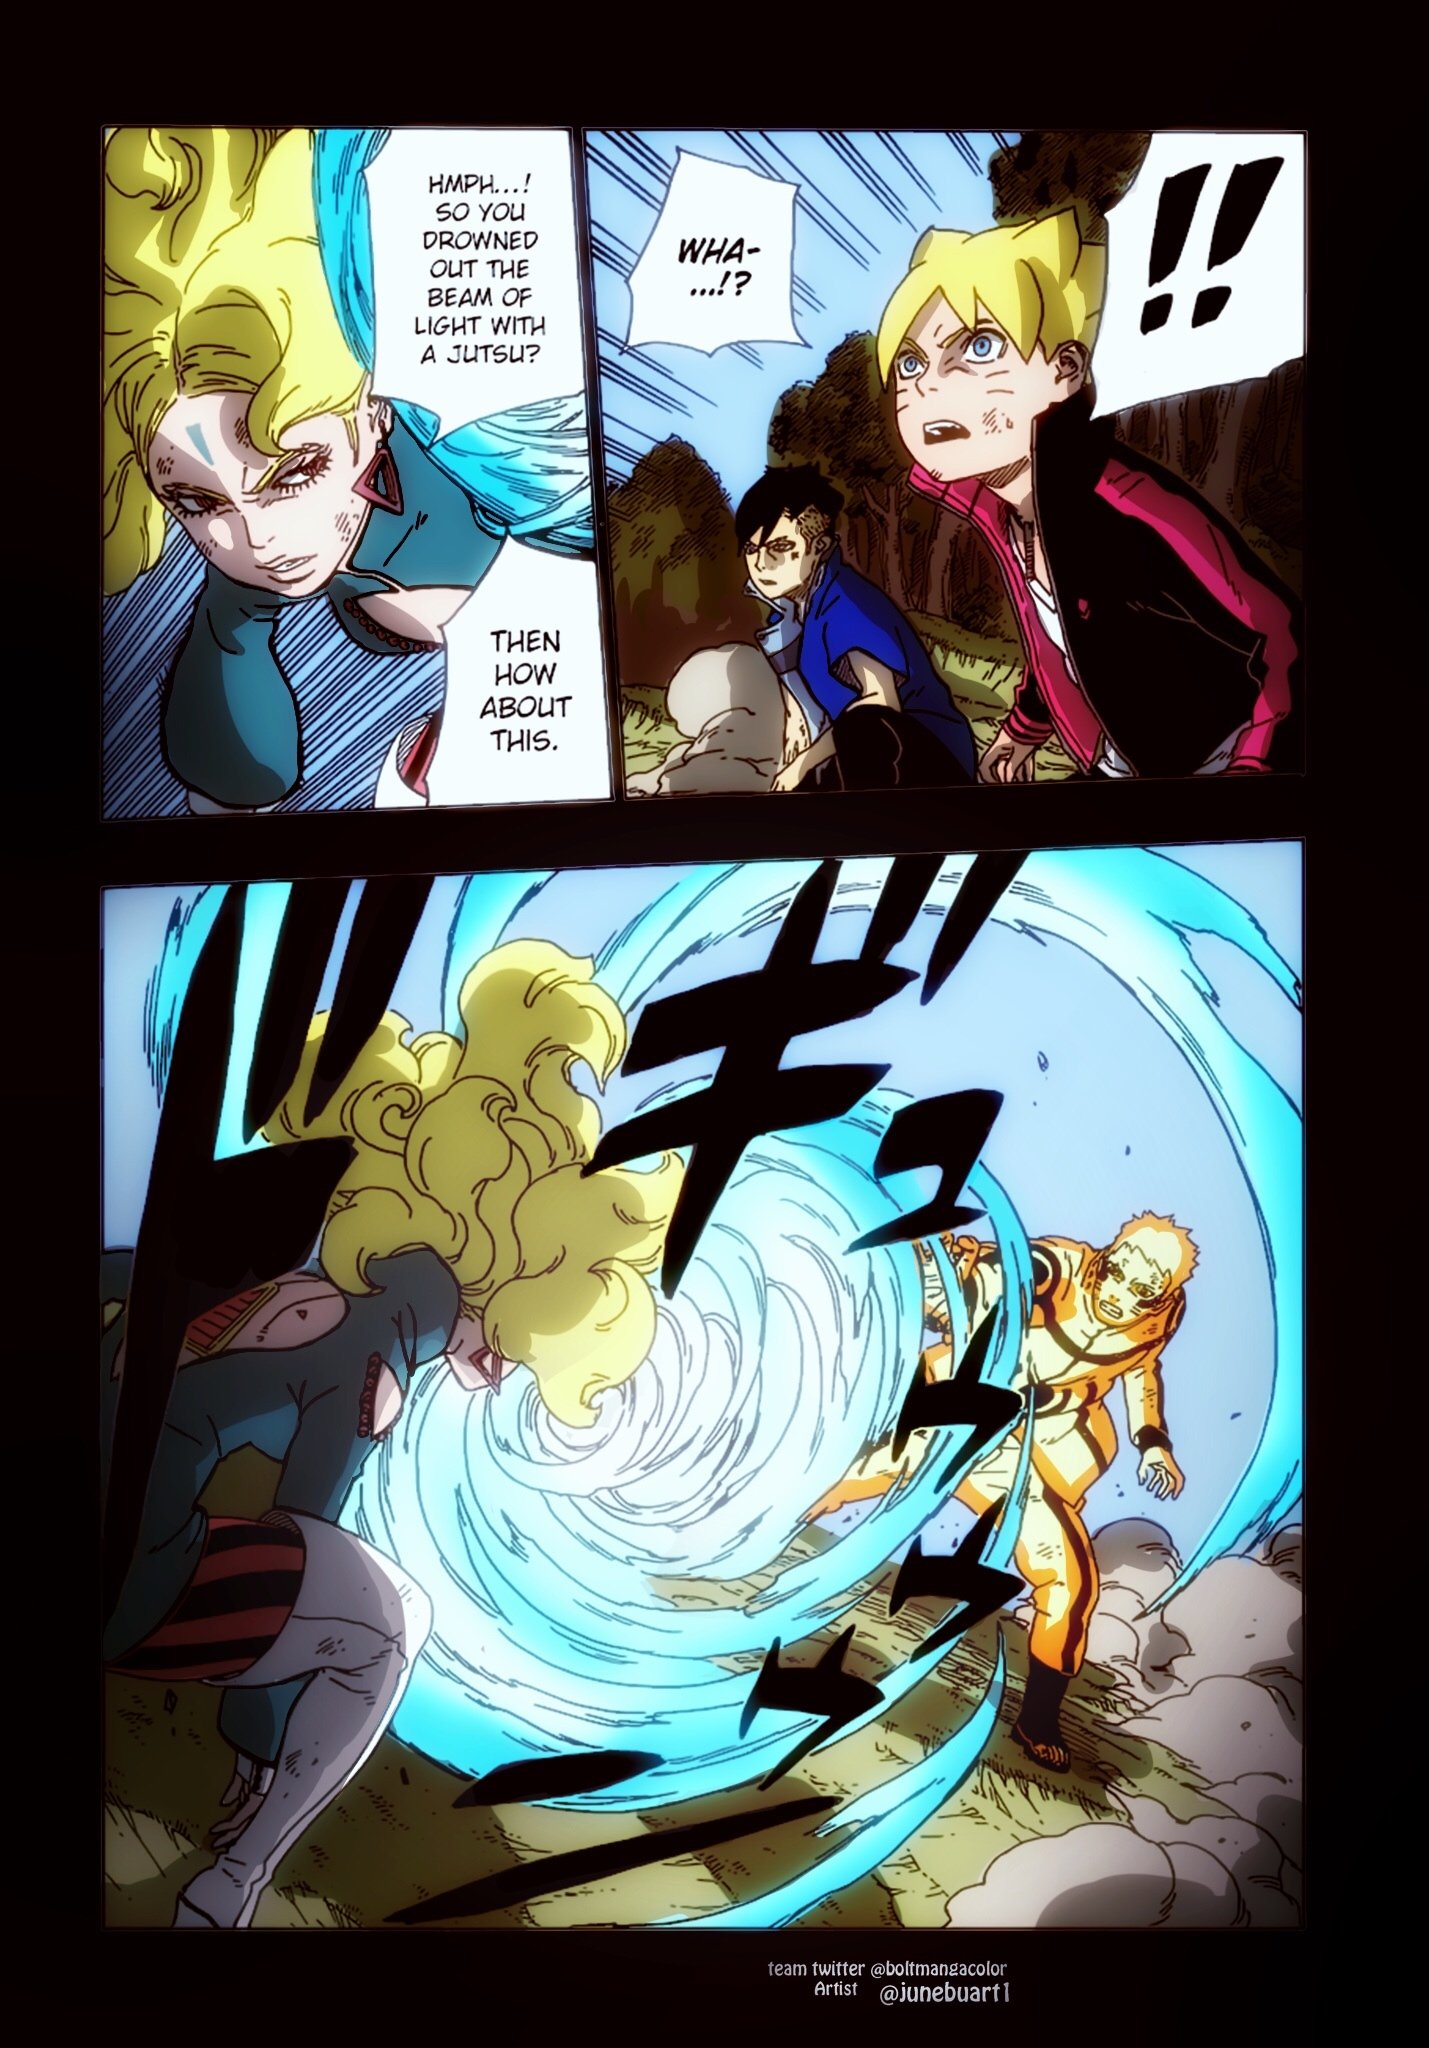 !!
WHA-
...!?
HMPH...!
SO YOU
DROWNED
OUT THE
BEAM OF
LIGHT WITH
A JUTSU?
THEN
HOW
ABOUT
THIS.
ギュ
ウウウ
team twitter @boltmangacolor
Artist @junebuart1